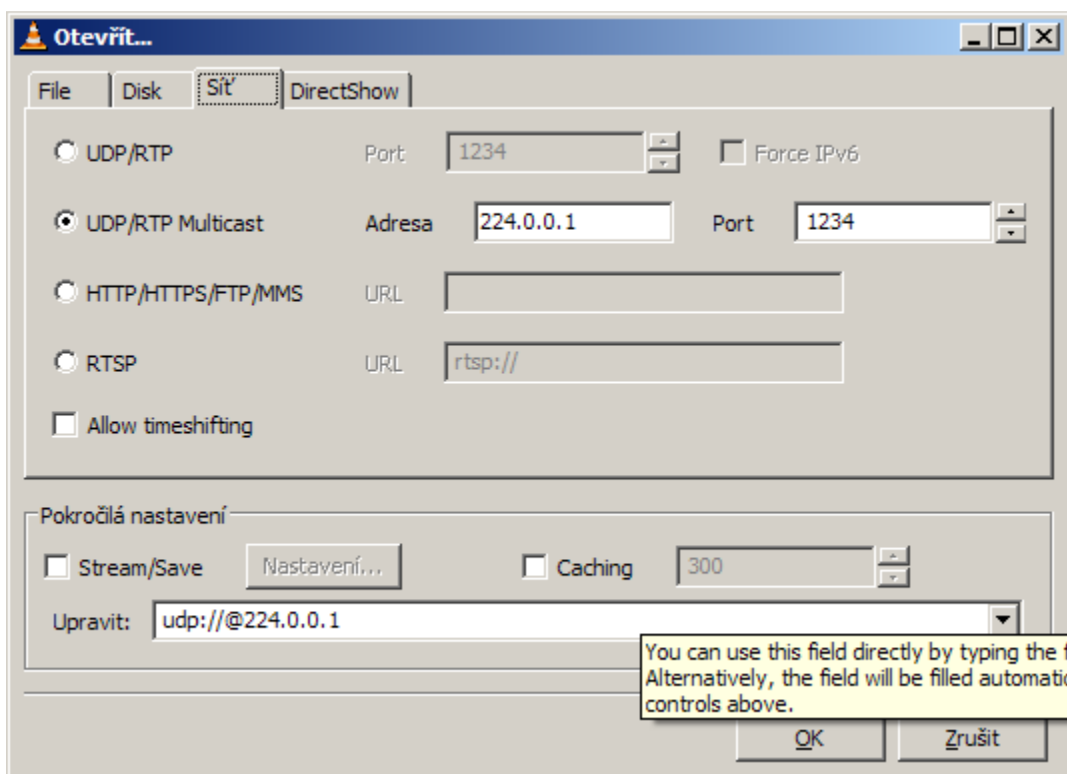 Otevřít...
File Disk Síť DirectShow
UDP/RTP Port 1234 Force IPv6
UDP/RTP Multicast Adresa 224.0.0.1 Port 1234
HTTP/HTTPS/FTP/MMS URL
RTSP URL rtsp://
Allow timeshifting
Pokročilá nastavení
Stream/Save Nastavení... Caching 300
Upravit: udp://@224.0.0.1
You can use this field directly by typing the
Alternatively, the field will be filled
controls above.
OK Zrušit